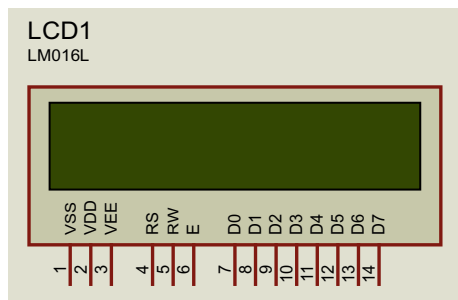 LCD1
LM016L
VSS VDD VEE RS RW E D0 D1 D2 D3 D4 D5 D6 D7
1 2 3 4 5 6 7 8 9 10 11 12 13 14